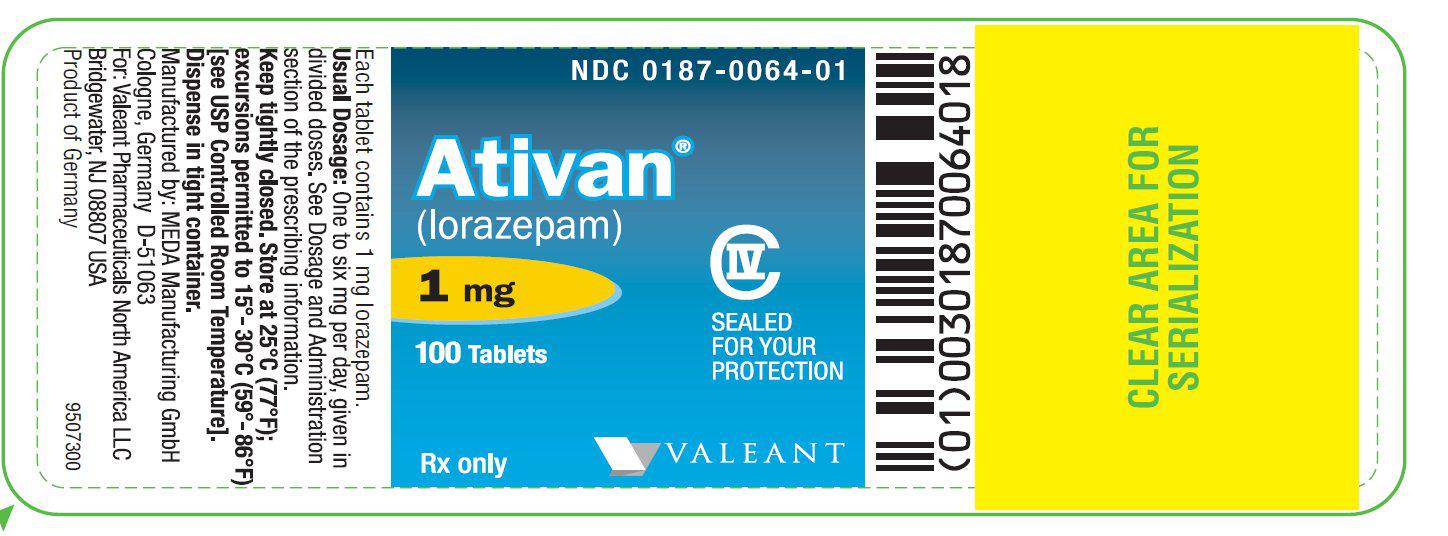 Each tablet contains 1 mg lorazepam.
Usual Dosage: One to six mg per day, given in
divided doses. See Dosage and Administration
section of the prescribing information.
Keep tightly closed. Store at 25°C (77°F);
excursions permitted to 15°- 30°C (59°- 86°F)
[see USP Controlled Room Temperature].
Dispense in tight container.
Manufactured by: MEDA Manufacturing GmbH
Cologne, Germany D-51063
For: Valeant Pharmaceuticals North America LLC
Bridgewater, NJ 08807 USA
Product of Germany
9507300
NDC 0187-0064-01
Ativan®
(lorazepam)
1 mg
100 Tablets
CIV
SEALED
FOR YOUR
PROTECTION
Rx only
VALEANT
(01)00301870064018
CLEAR AREA FOR
SERIALIZATION